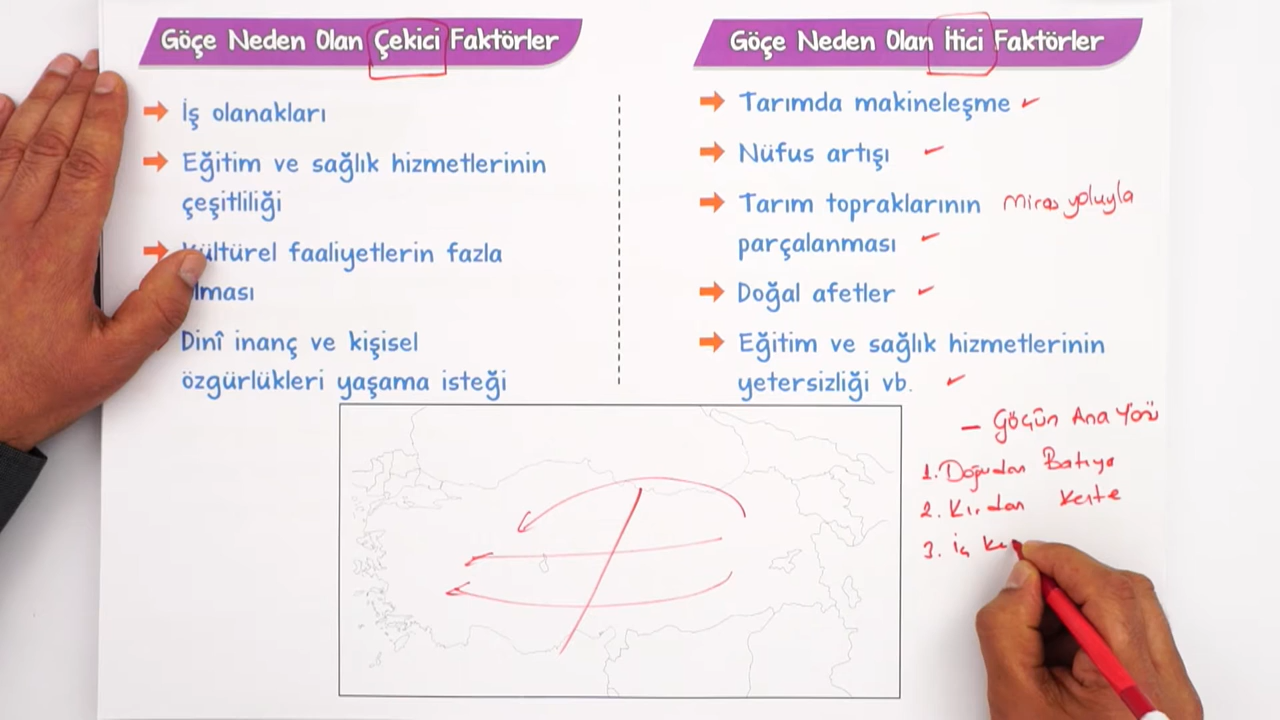 Göçe Neden Olan Çekici Faktörler
İş olanakları
Eğitim ve sağlık hizmetlerinin
çeşitliliği
Kültürel faaliyetlerin fazla
olması
Dinî inanç ve kişisel
özgürlükleri yaşama isteği
Göçe Neden Olan İtici Faktörler
Tarımda makineleşme
Nüfus artışı
Tarım topraklarının miras yoluyla
parçalanması
Doğal afetler
Eğitim ve sağlık hizmetlerinin
yetersizliği vb.
- Göçün Ana Yönü
1. Doğudan Batıya
2. Kırdan Kente
3. İç